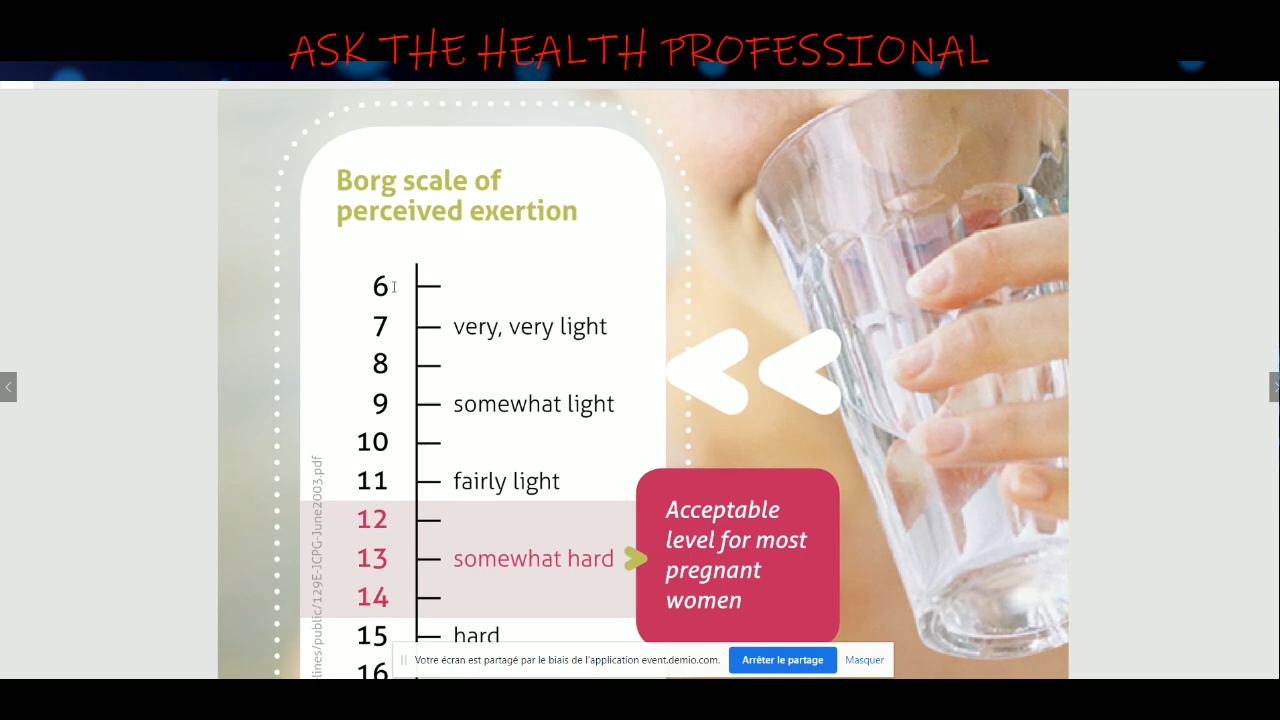 ASK THE HEALTH PROFESSIONAL
Borg scale of
perceived exertion
6
7 very, very light
8
9 somewhat light
10
11 fairly light
12
13 somewhat hard
14
15 hard
16
Acceptable
level for most
pregnant
women
lines/public/129E-JCPG-June2003.pdf
Votre écran est partagé par le biais de l'application event.demio.com.
Arrêter le partage
Masquer